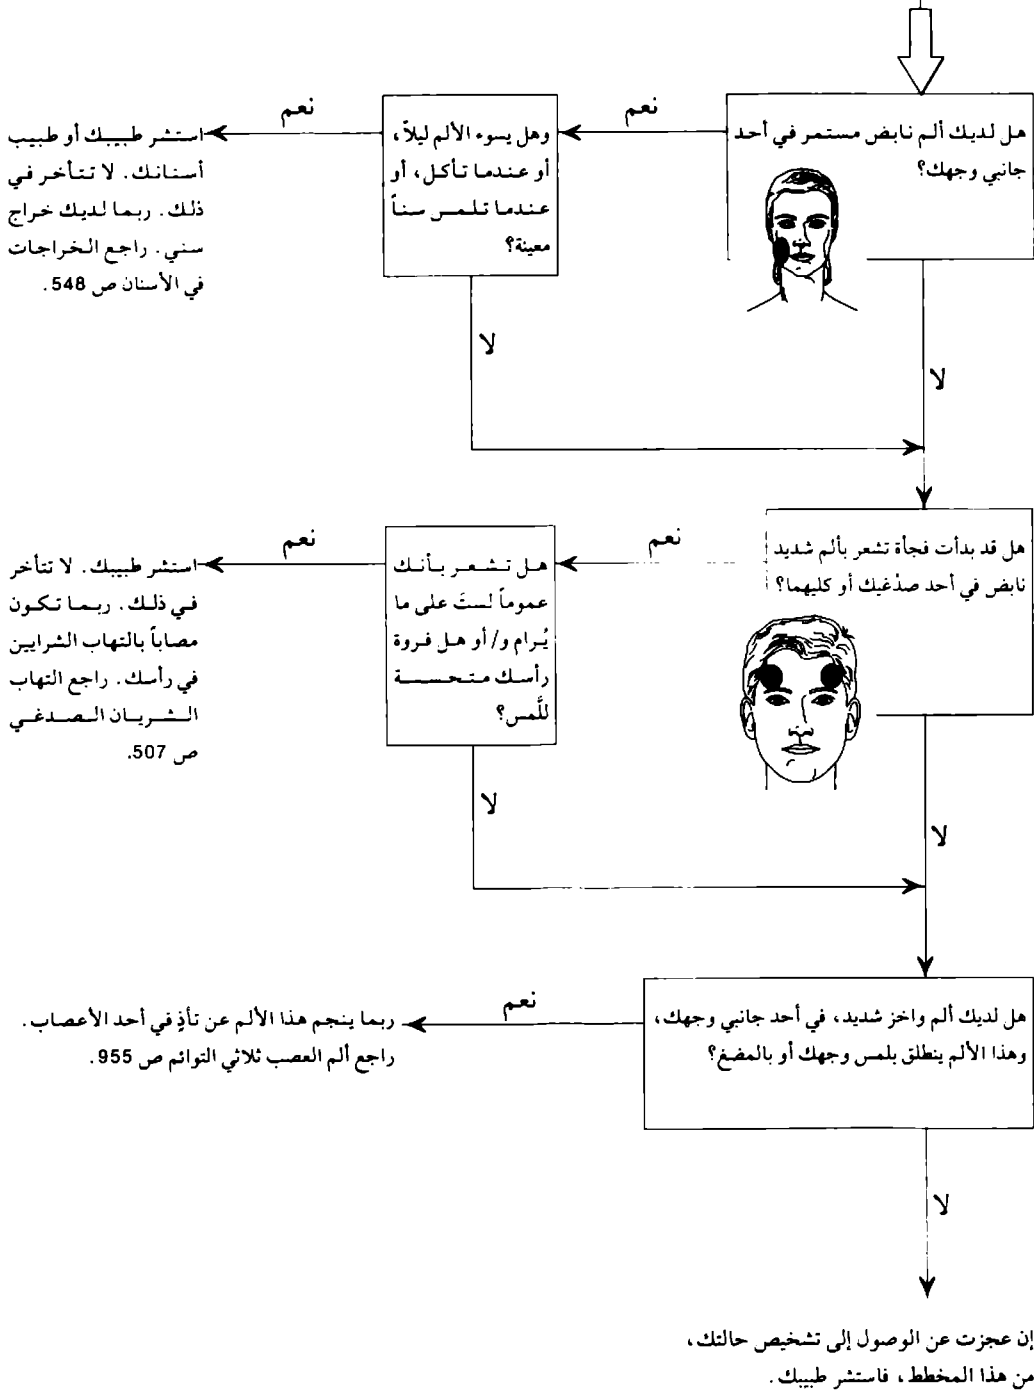 هل لديك ألم نابض مستمر في أحد
جانبي وجهك؟
نعم
وهل يسوء الألم ليلاً،
أو عندما تأكل، أو
عندما تلمس سناً
معينة؟
نعم
استشر طبيبك أو طبيب
أسنانك. لا تتأخر في
ذلك. ربما لديك خراج
سني. راجع الخراجات
في الأسنان ص 548.
لا
لا
هل قد بدأت فجأة تشعر بألم شديد
نابض في أحد صدْغيك أو كليهما؟
نعم
هل تشعر بأنك
عموماً لستَ على ما
يُرام و/أو هل فروة
رأسك متحسسة
للَّمس؟
نعم
استشر طبيبك. لا تتأخر
في ذلك. ربما تكون
مصاباً بالتهاب الشرايين
في رأسك. راجع التهاب
الشريان الصدغي
ص 507.
لا
لا
هل لديك ألم واخز شديد، في أحد جانبي وجهك،
وهذا الألم ينطلق بلمس وجهك أو بالمضغ؟
نعم
ربما ينجم هذا الألم عن تأذٍ في أحد الأعصاب.
راجع ألم العصب ثلاثي التوائم ص 955.
لا
إن عجزت عن الوصول إلى تشخيص حالتك،
من هذا المخطط، فاستشر طبيبك.